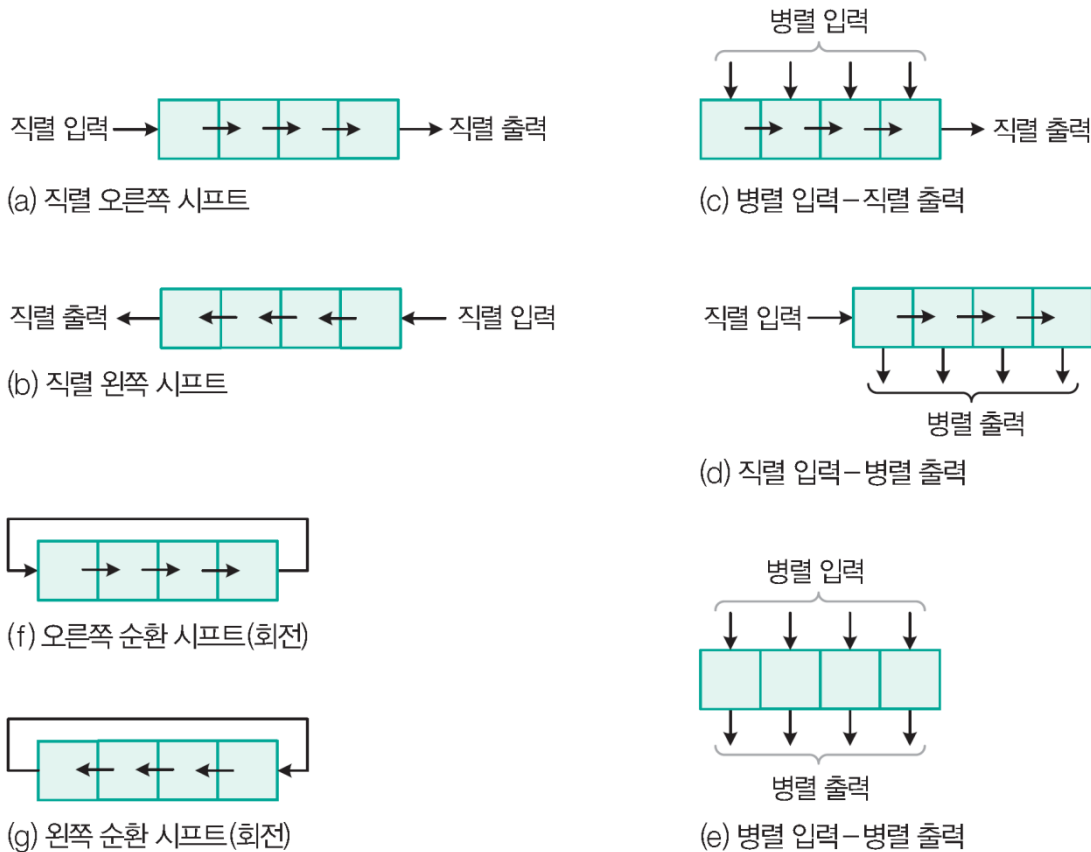 직렬 입력
직렬 출력
(a) 직렬 오른쪽 시프트
직렬 출력
직렬 입력
(b) 직렬 왼쪽 시프트
병렬 입력
직렬 출력
(c) 병렬 입력–직렬 출력
직렬 입력
병렬 출력
(d) 직렬 입력–병렬 출력
(f) 오른쪽 순환 시프트(회전)
(g) 왼쪽 순환 시프트(회전)
병렬 입력
병렬 출력
(e) 병렬 입력–병렬 출력